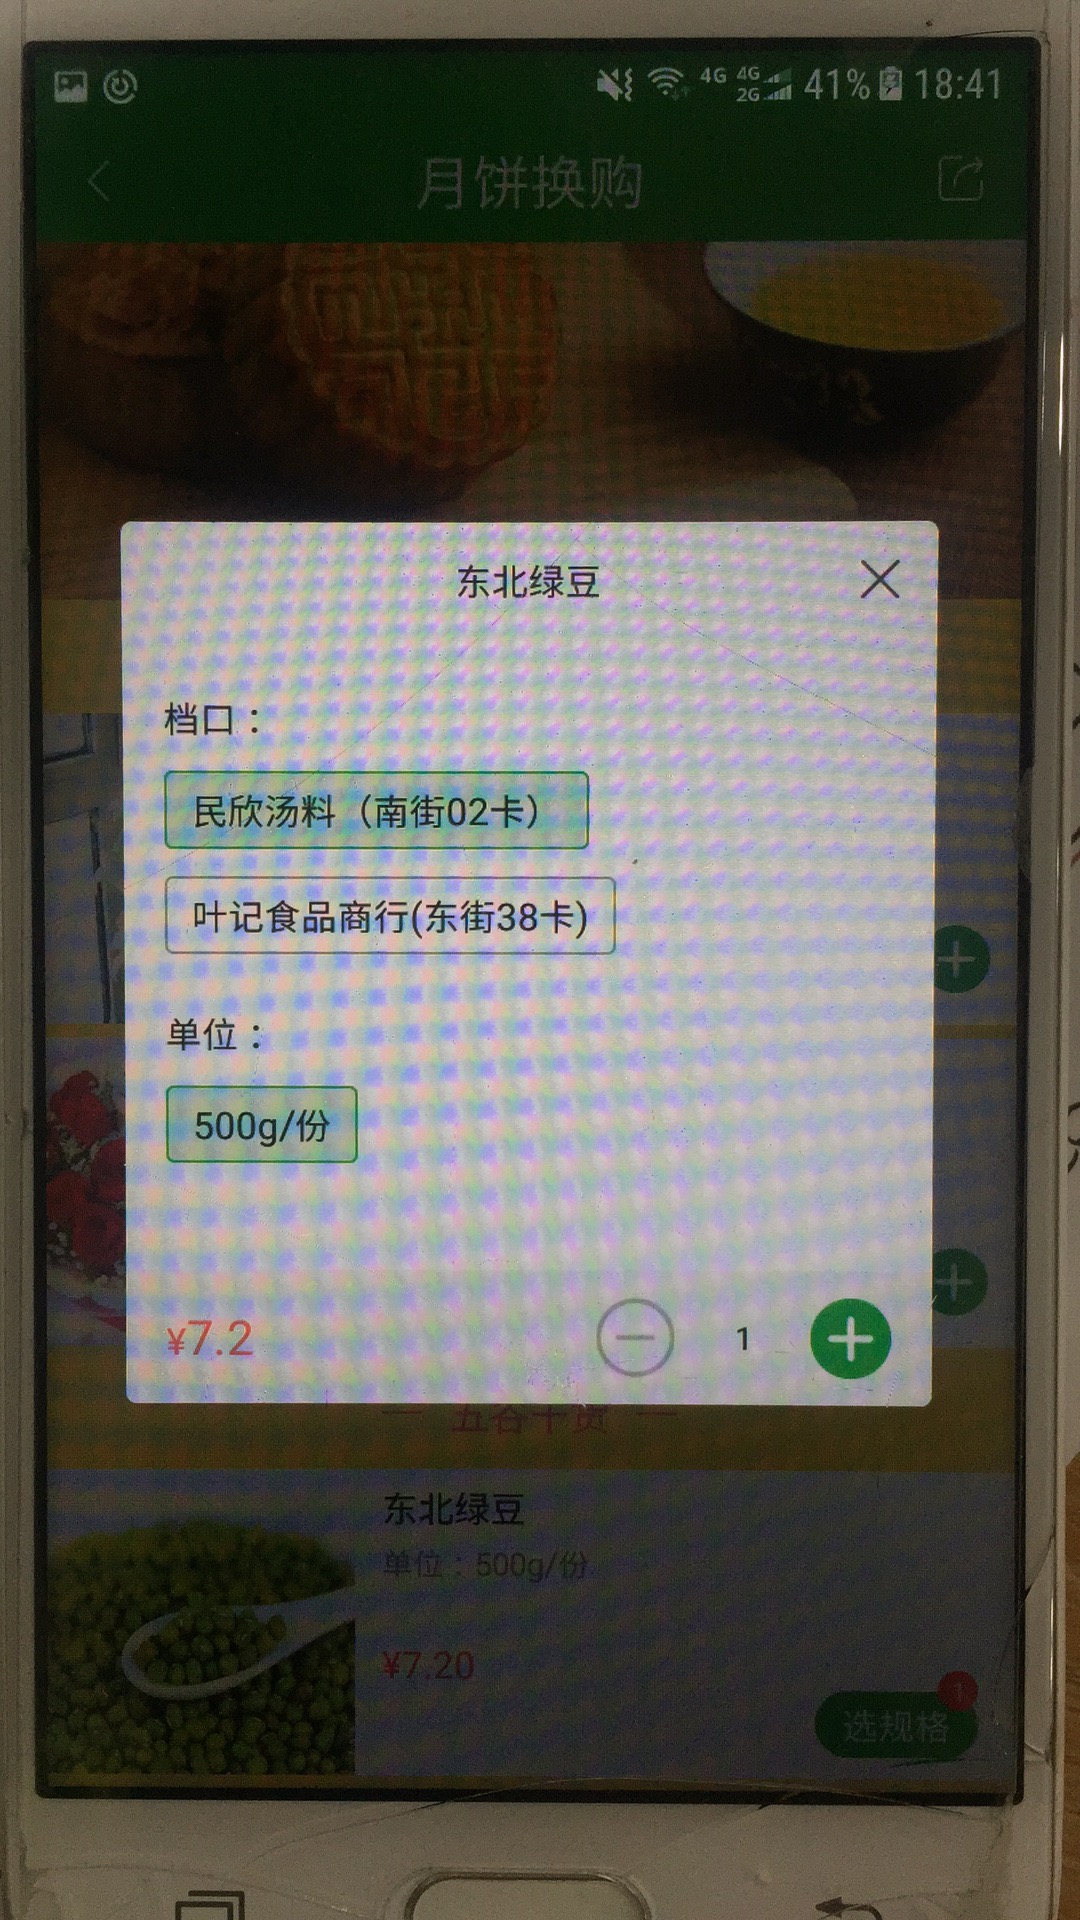 4G 4G 2G 41% 18:41
月饼换购
东北绿豆
档口：
民欣汤料（南街02卡）
叶记食品商行(东街38卡)
单位：
500g/份
¥7.2
1
五谷干货
东北绿豆
单位：500g/份
¥7.20
1
选规格